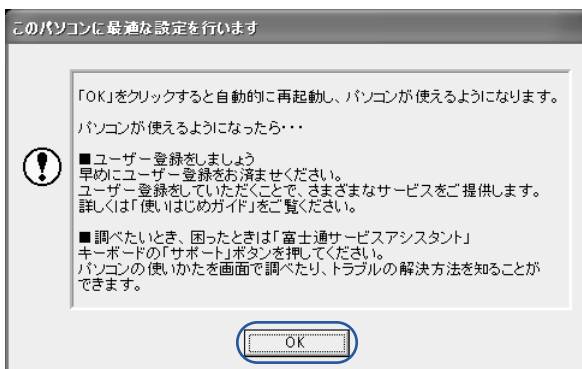 このパソコンに最適な設定を行います
「OK」をクリックすると自動的に再起動し、パソコンが使えるようになります。
パソコンが使えるようになったら・・・
■ユーザー登録をしましょう
早めにユーザー登録をお済ませください。
ユーザー登録をしていただくことで、さまざまなサービスをご提供します。
詳しくは「使いはじめガイド」をご覧ください。
■調べたいとき、困ったときは「富士通サービスアシスタント」
キーボードの「サポート」ボタンを押してください。
パソコンの使いかたを画面で調べたり、トラブルの解決方法を知ることが
できます。
OK